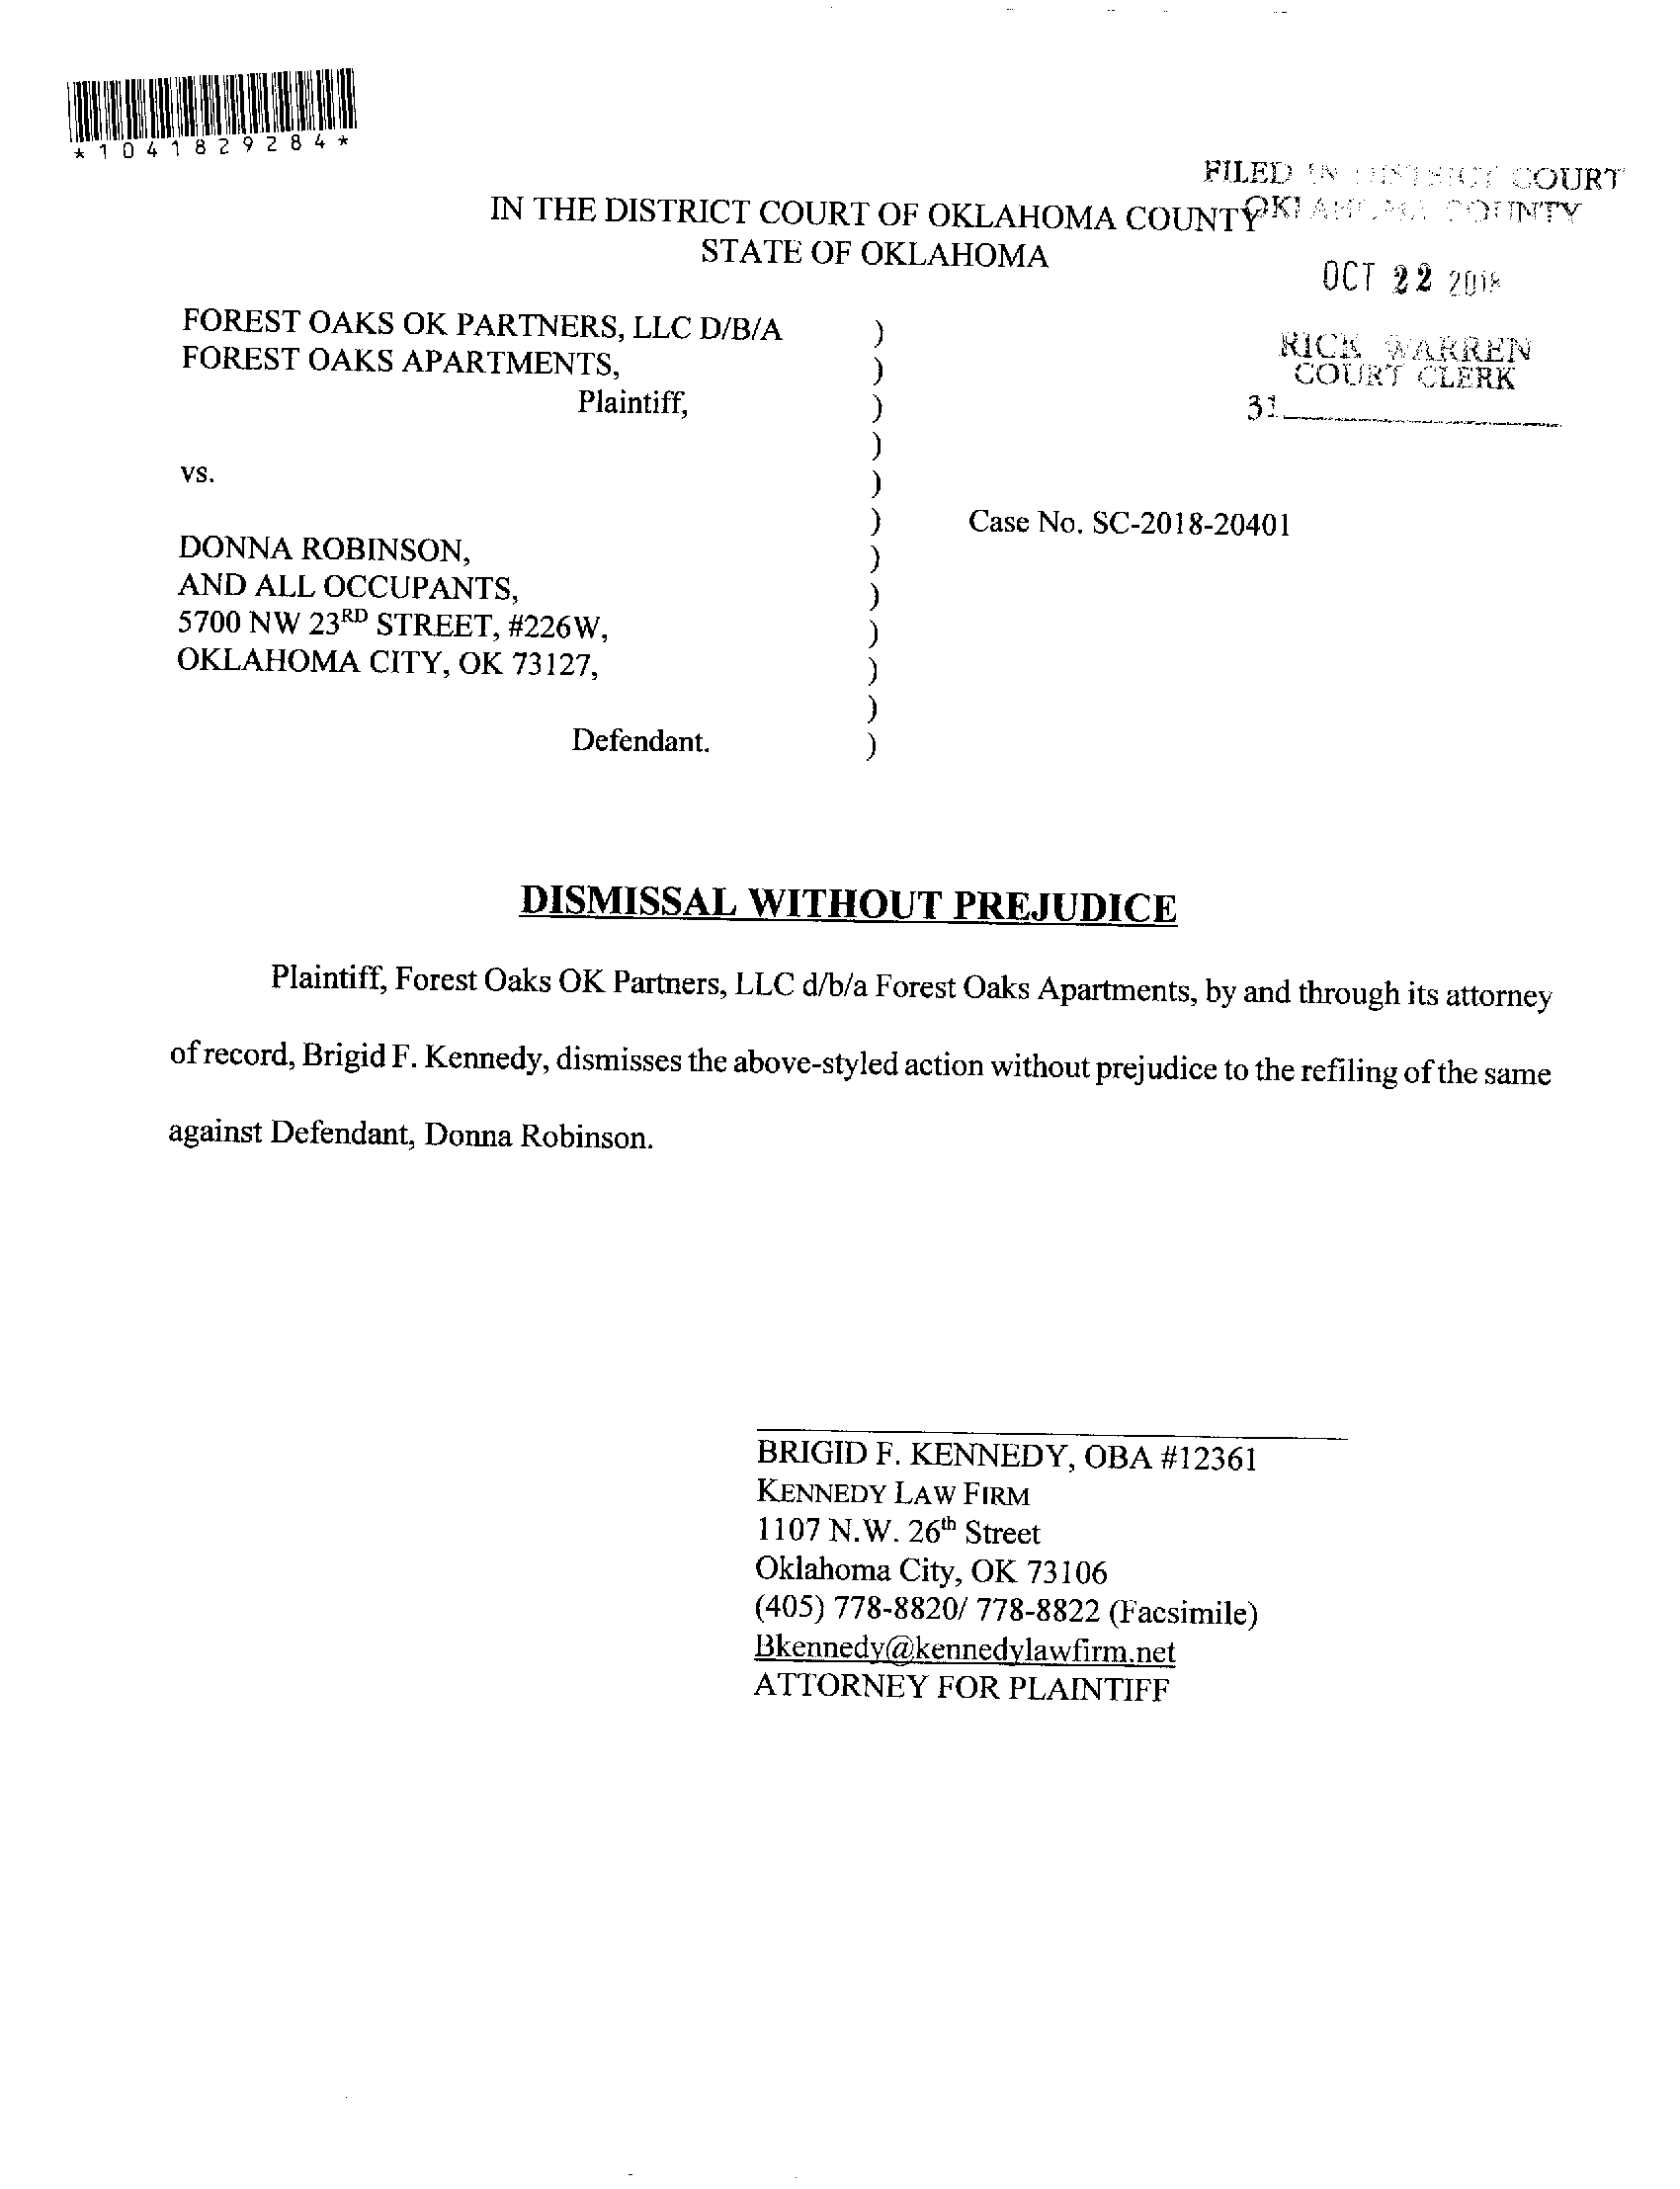 *1041829284*
FILED IN DISTRICT COURT
OKLAHOMA COUNTY
IN THE DISTRICT COURT OF OKLAHOMA COUNTY
STATE OF OKLAHOMA
OCT 22 2018
RICK WARREN
COURT CLERK
31
FOREST OAKS OK PARTNERS, LLC D/B/A )
FOREST OAKS APARTMENTS, )
Plaintiff, )
)
vs. )
) Case No. SC-2018-20401
DONNA ROBINSON, )
AND ALL OCCUPANTS, )
5700 NW 23RD STREET, #226W, )
OKLAHOMA CITY, OK 73127, )
)
Defendant. )
DISMISSAL WITHOUT PREJUDICE
Plaintiff, Forest Oaks OK Partners, LLC d/b/a Forest Oaks Apartments, by and through its attorney
of record, Brigid F. Kennedy, dismisses the above-styled action without prejudice to the refiling of the same
against Defendant, Donna Robinson.
BRIGID F. KENNEDY, OBA #12361
KENNEDY LAW FIRM
1107 N.W. 26th Street
Oklahoma City, OK 73106
(405) 778-8820/ 778-8822 (Facsimile)
Bkennedy@kennedylawfirm.net
ATTORNEY FOR PLAINTIFF